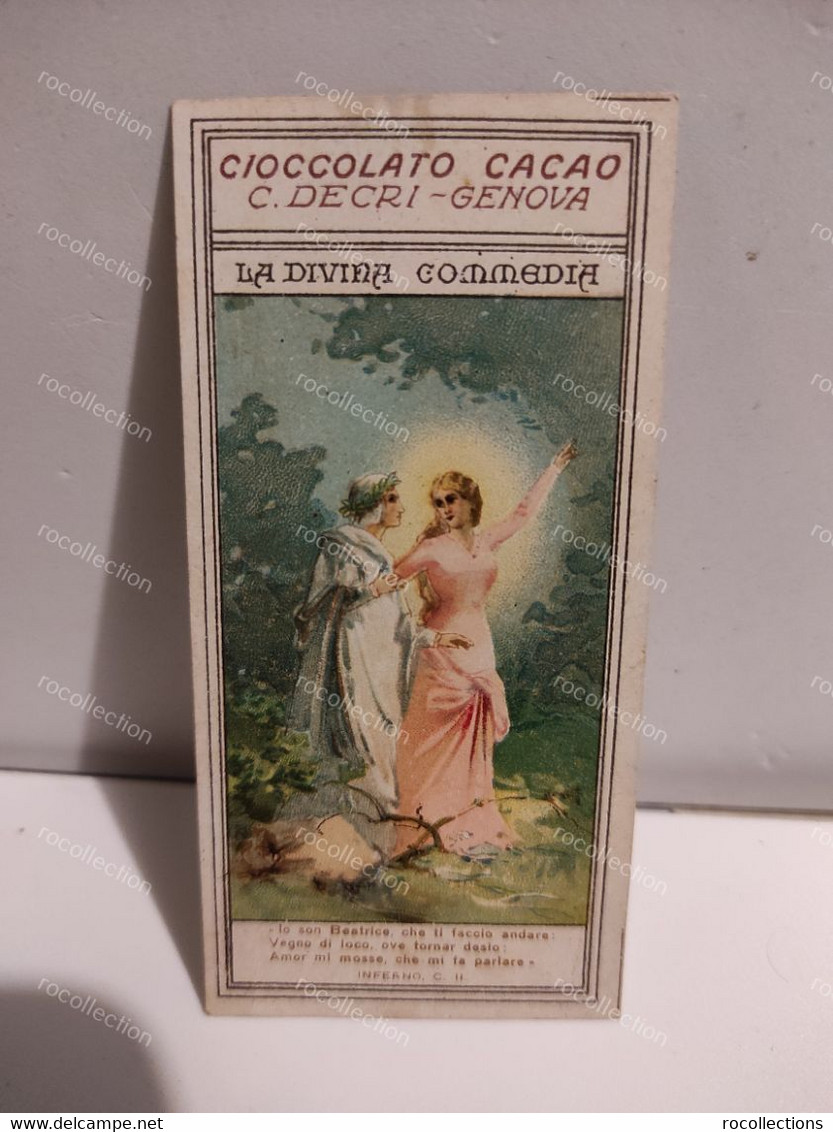 CIOCCOLATO CACAO
C. DECRI - GENOVA
LA DIVINA COMMEDIA
« Io son Beatrice, che ti faccio andare:
Vegno di loco, ove tornar desio:
Amor mi mosse, che mi fa parlare »
INFERNO, C. II.
rocollection
delcampe.net
rocollections